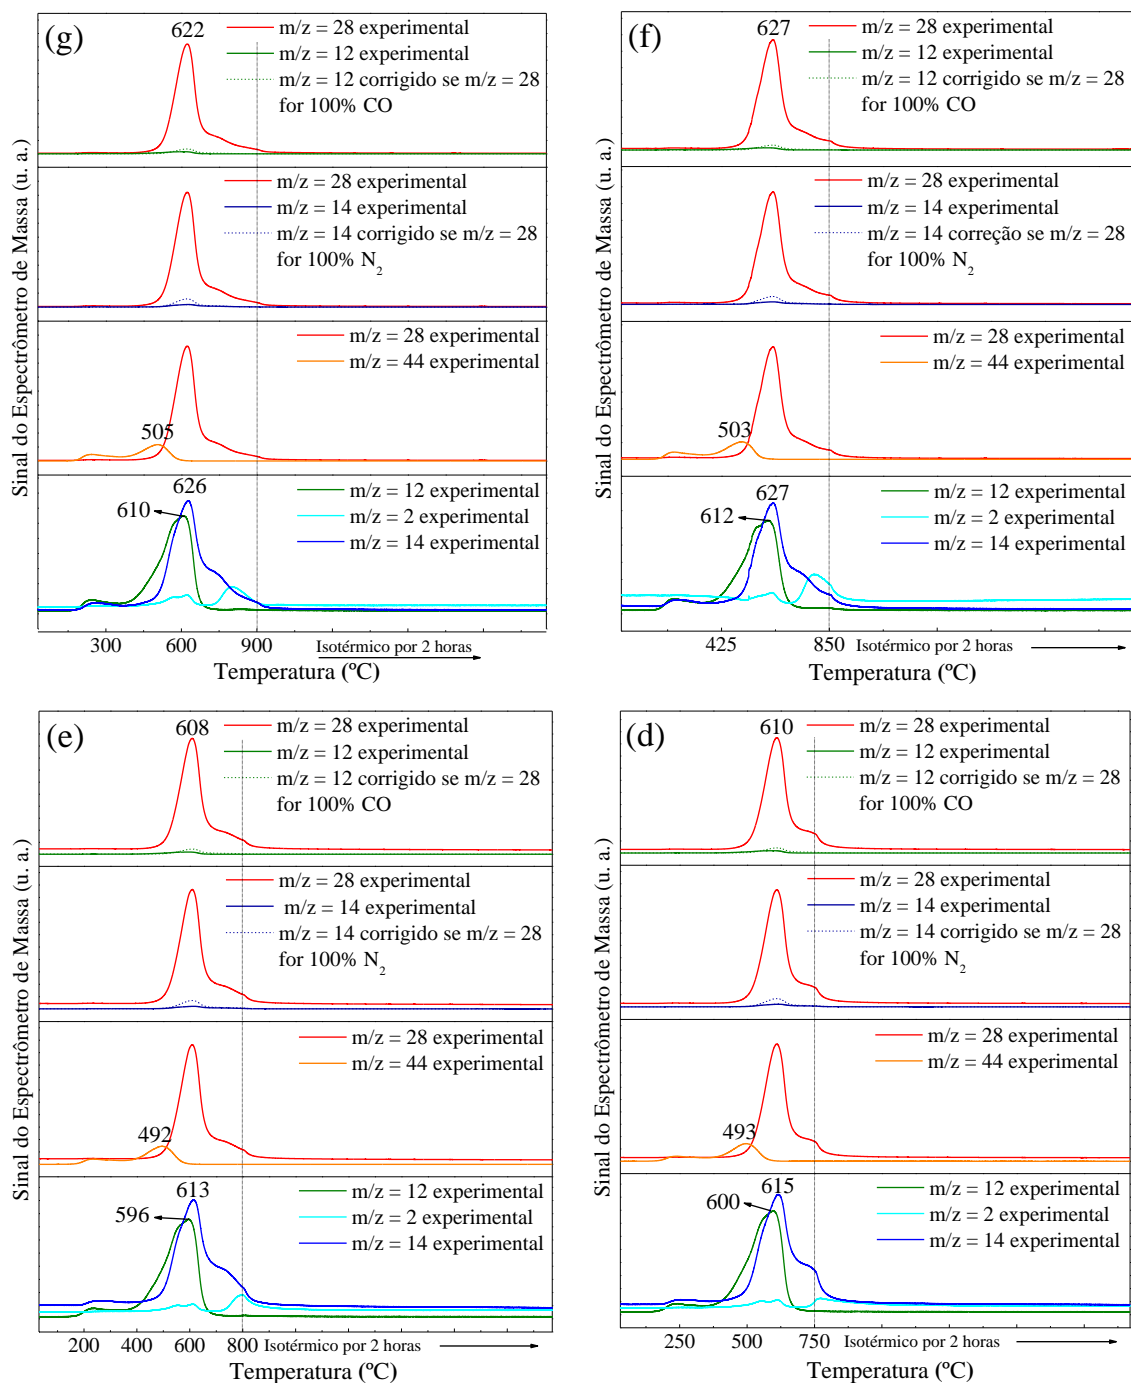 (g)
622
m/z = 28 experimental
m/z = 12 experimental
m/z = 12 corrigido se m/z = 28
for 100% CO
m/z = 28 experimental
m/z = 14 experimental
m/z = 14 corrigido se m/z = 28
for 100% N2
m/z = 28 experimental
m/z = 44 experimental
505
626
610
m/z = 12 experimental
m/z = 2 experimental
m/z = 14 experimental
Sinal do Espectrômetro de Massa (u. a.)
300 600 900 Isotérmico por 2 horas
Temperatura (ºC)
(f)
627
m/z = 28 experimental
m/z = 12 experimental
m/z = 12 corrigido se m/z = 28
for 100% CO
m/z = 28 experimental
m/z = 14 experimental
m/z = 14 correção se m/z = 28
for 100% N2
m/z = 28 experimental
m/z = 44 experimental
503
627
612
m/z = 12 experimental
m/z = 2 experimental
m/z = 14 experimental
Sinal do Espectrômetro de Massa (u. a.)
425 850 Isotérmico por 2 horas
Temperatura (ºC)
(e)
608
m/z = 28 experimental
m/z = 12 experimental
m/z = 12 corrigido se m/z = 28
for 100% CO
m/z = 28 experimental
m/z = 14 experimental
m/z = 14 corrigido se m/z = 28
for 100% N2
m/z = 28 experimental
m/z = 44 experimental
492
613
596
m/z = 12 experimental
m/z = 2 experimental
m/z = 14 experimental
Sinal do Espectrômetro de Massa (u. a.)
200 400 600 800 Isotérmico por 2 horas
Temperatura (ºC)
(d)
610
m/z = 28 experimental
m/z = 12 experimental
m/z = 12 corrigido se m/z = 28
for 100% CO
m/z = 28 experimental
m/z = 14 experimental
m/z = 14 corrigido se m/z = 28
for 100% N2
m/z = 28 experimental
m/z = 44 experimental
493
615
600
m/z = 12 experimental
m/z = 2 experimental
m/z = 14 experimental
Sinal do Espectrômetro de Massa (u. a.)
250 500 750 Isotérmico por 2 horas
Temperatura (ºC)